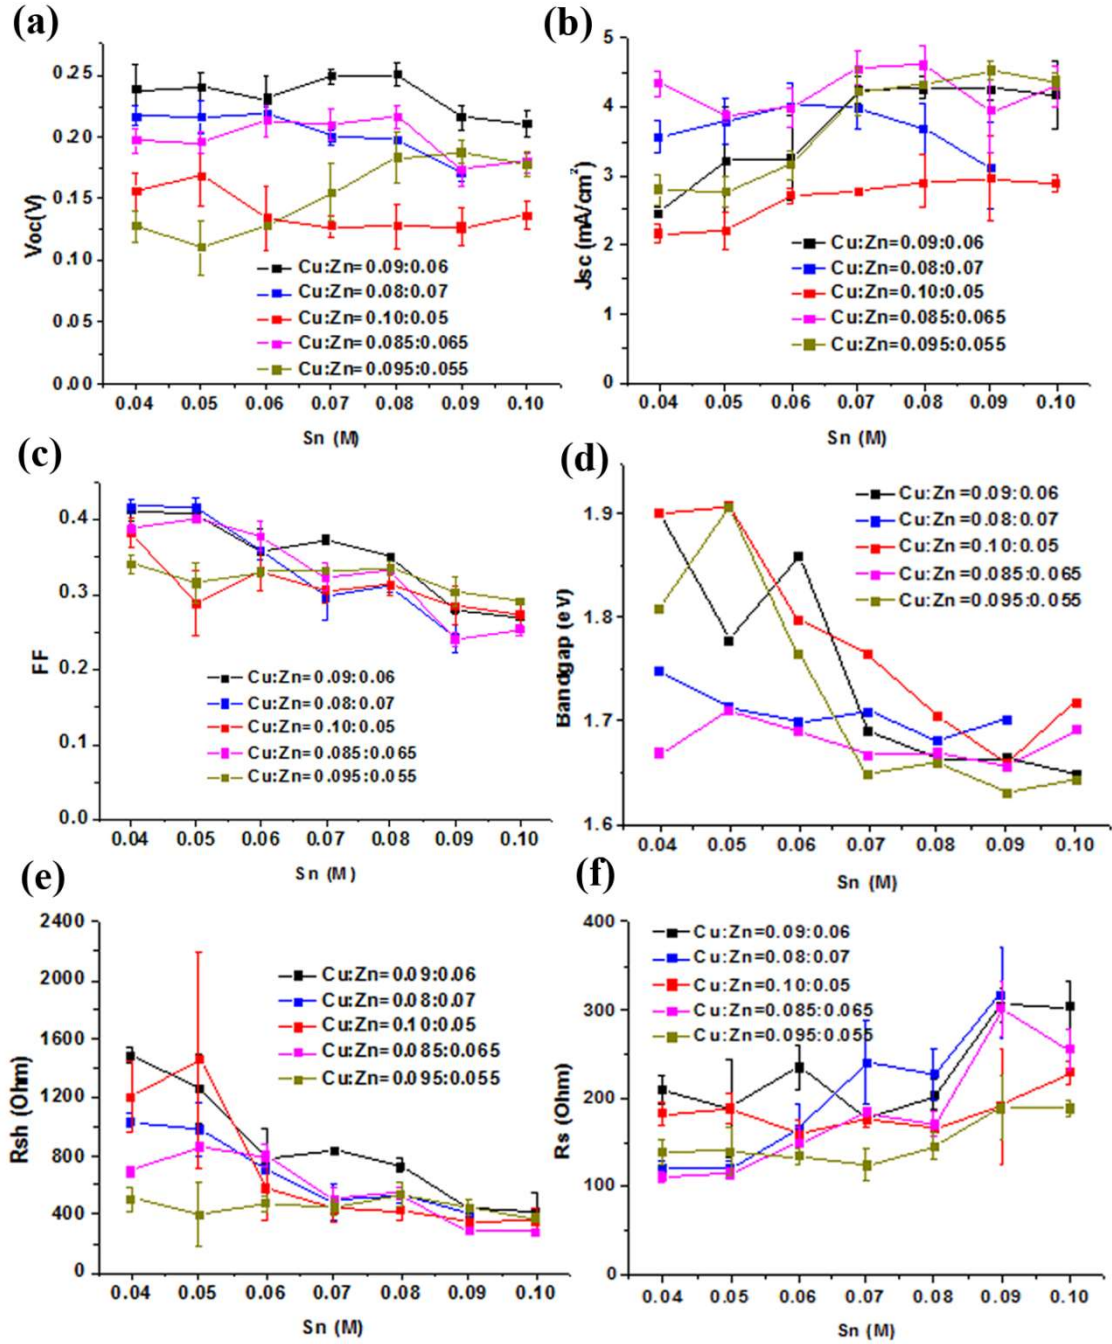 (a)
0.25
0.20
0.15
0.10
0.05
0.00
Voc(V)
Cu:Zn=0.09:0.06
Cu:Zn=0.08:0.07
Cu:Zn=0.10:0.05
Cu:Zn=0.085:0.065
Cu:Zn=0.095:0.055
0.04 0.05 0.06 0.07 0.08 0.09 0.10
Sn (M)
(b)
5
4
3
2
1
0
Jsc (mA/cm²)
Cu:Zn=0.09:0.06
Cu:Zn=0.08:0.07
Cu:Zn=0.10:0.05
Cu:Zn=0.085:0.065
Cu:Zn=0.095:0.055
0.04 0.05 0.06 0.07 0.08 0.09 0.10
Sn (M)
(c)
0.4
0.3
0.2
0.1
0.0
FF
Cu:Zn=0.09:0.06
Cu:Zn=0.08:0.07
Cu:Zn=0.10:0.05
Cu:Zn=0.085:0.065
Cu:Zn=0.095:0.055
0.04 0.05 0.06 0.07 0.08 0.09 0.10
Sn (M)
(d)
1.9
1.8
1.7
1.6
Bandgap (eV)
Cu:Zn=0.09:0.06
Cu:Zn=0.08:0.07
Cu:Zn=0.10:0.05
Cu:Zn=0.085:0.065
Cu:Zn=0.095:0.055
0.04 0.05 0.06 0.07 0.08 0.09 0.10
Sn (M)
(e)
2400
2000
1600
1200
800
400
0
Rsh (Ohm)
Cu:Zn=0.09:0.06
Cu:Zn=0.08:0.07
Cu:Zn=0.10:0.05
Cu:Zn=0.085:0.065
Cu:Zn=0.095:0.055
0.04 0.05 0.06 0.07 0.08 0.09 0.10
Sn (M)
(f)
400
300
200
100
0
Rs (Ohm)
Cu:Zn=0.09:0.06
Cu:Zn=0.08:0.07
Cu:Zn=0.10:0.05
Cu:Zn=0.085:0.065
Cu:Zn=0.095:0.055
0.04 0.05 0.06 0.07 0.08 0.09 0.10
Sn (M)